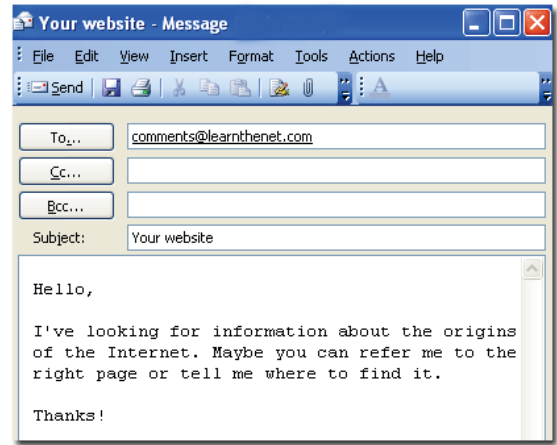 Your website - Message
File Edit View Insert Format Tools Actions Help
Send A
To... comments@learnthenet.com
Cc...
Bcc...
Subject: Your website
Hello,
I've looking for information about the origins
of the Internet. Maybe you can refer me to the
right page or tell me where to find it.
Thanks!